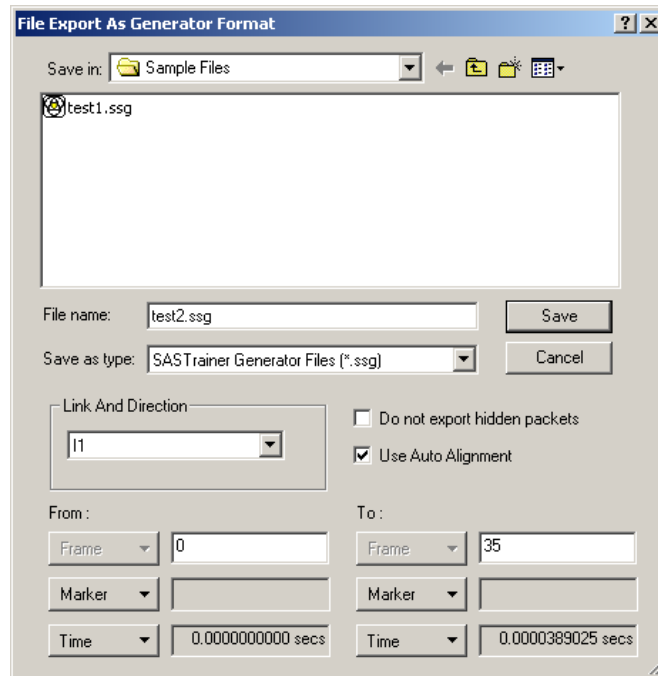 File Export As Generator Format
Save in: Sample Files
test1.ssg
File name: test2.ssg Save
Save as type: SASTrainer Generator Files (*.ssg) Cancel
Link And Direction
I1
Do not export hidden packets
Use Auto Alignment
From : To :
Frame 0 Frame 35
Marker Marker
Time 0.0000000000 secs Time 0.0000389025 secs